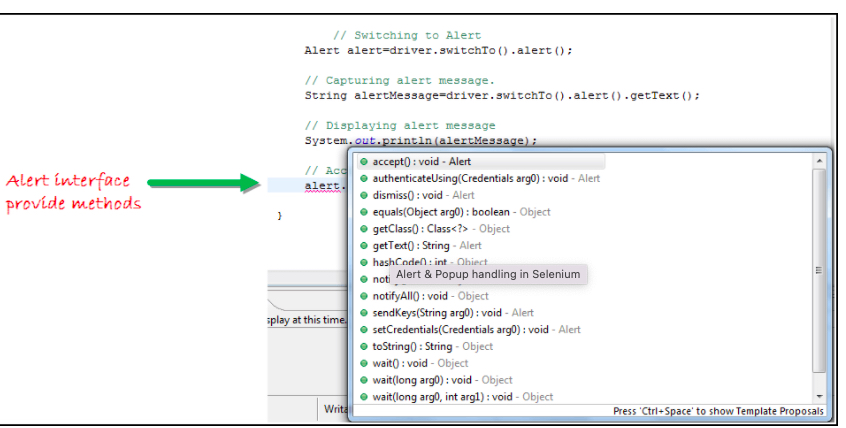 // Switching to Alert
Alert alert=driver.switchTo().alert();
// Capturing alert message.
String alertMessage=driver.switchTo().alert().getText();
// Displaying alert message
System.out.println(alertMessage);
// Acc
alert.
}
Alert interface
provide methods
accept() : void - Alert
authenticateUsing(Credentials arg0) : void - Alert
dismiss() : void - Alert
equals(Object arg0) : boolean - Object
getClass() : Class<?> - Object
getText() : String - Alert
hashCode() : int - Object
Alert & Popup handling in Selenium
notifyAll() : void - Object
sendKeys(String arg0) : void - Alert
setCredentials(Credentials arg0) : void - Alert
toString() : String - Object
wait() : void - Object
wait(long arg0) : void - Object
wait(long arg0, int arg1) : void - Object
Press 'Ctrl+Space' to show Template Proposals
splay at this time.
Writa